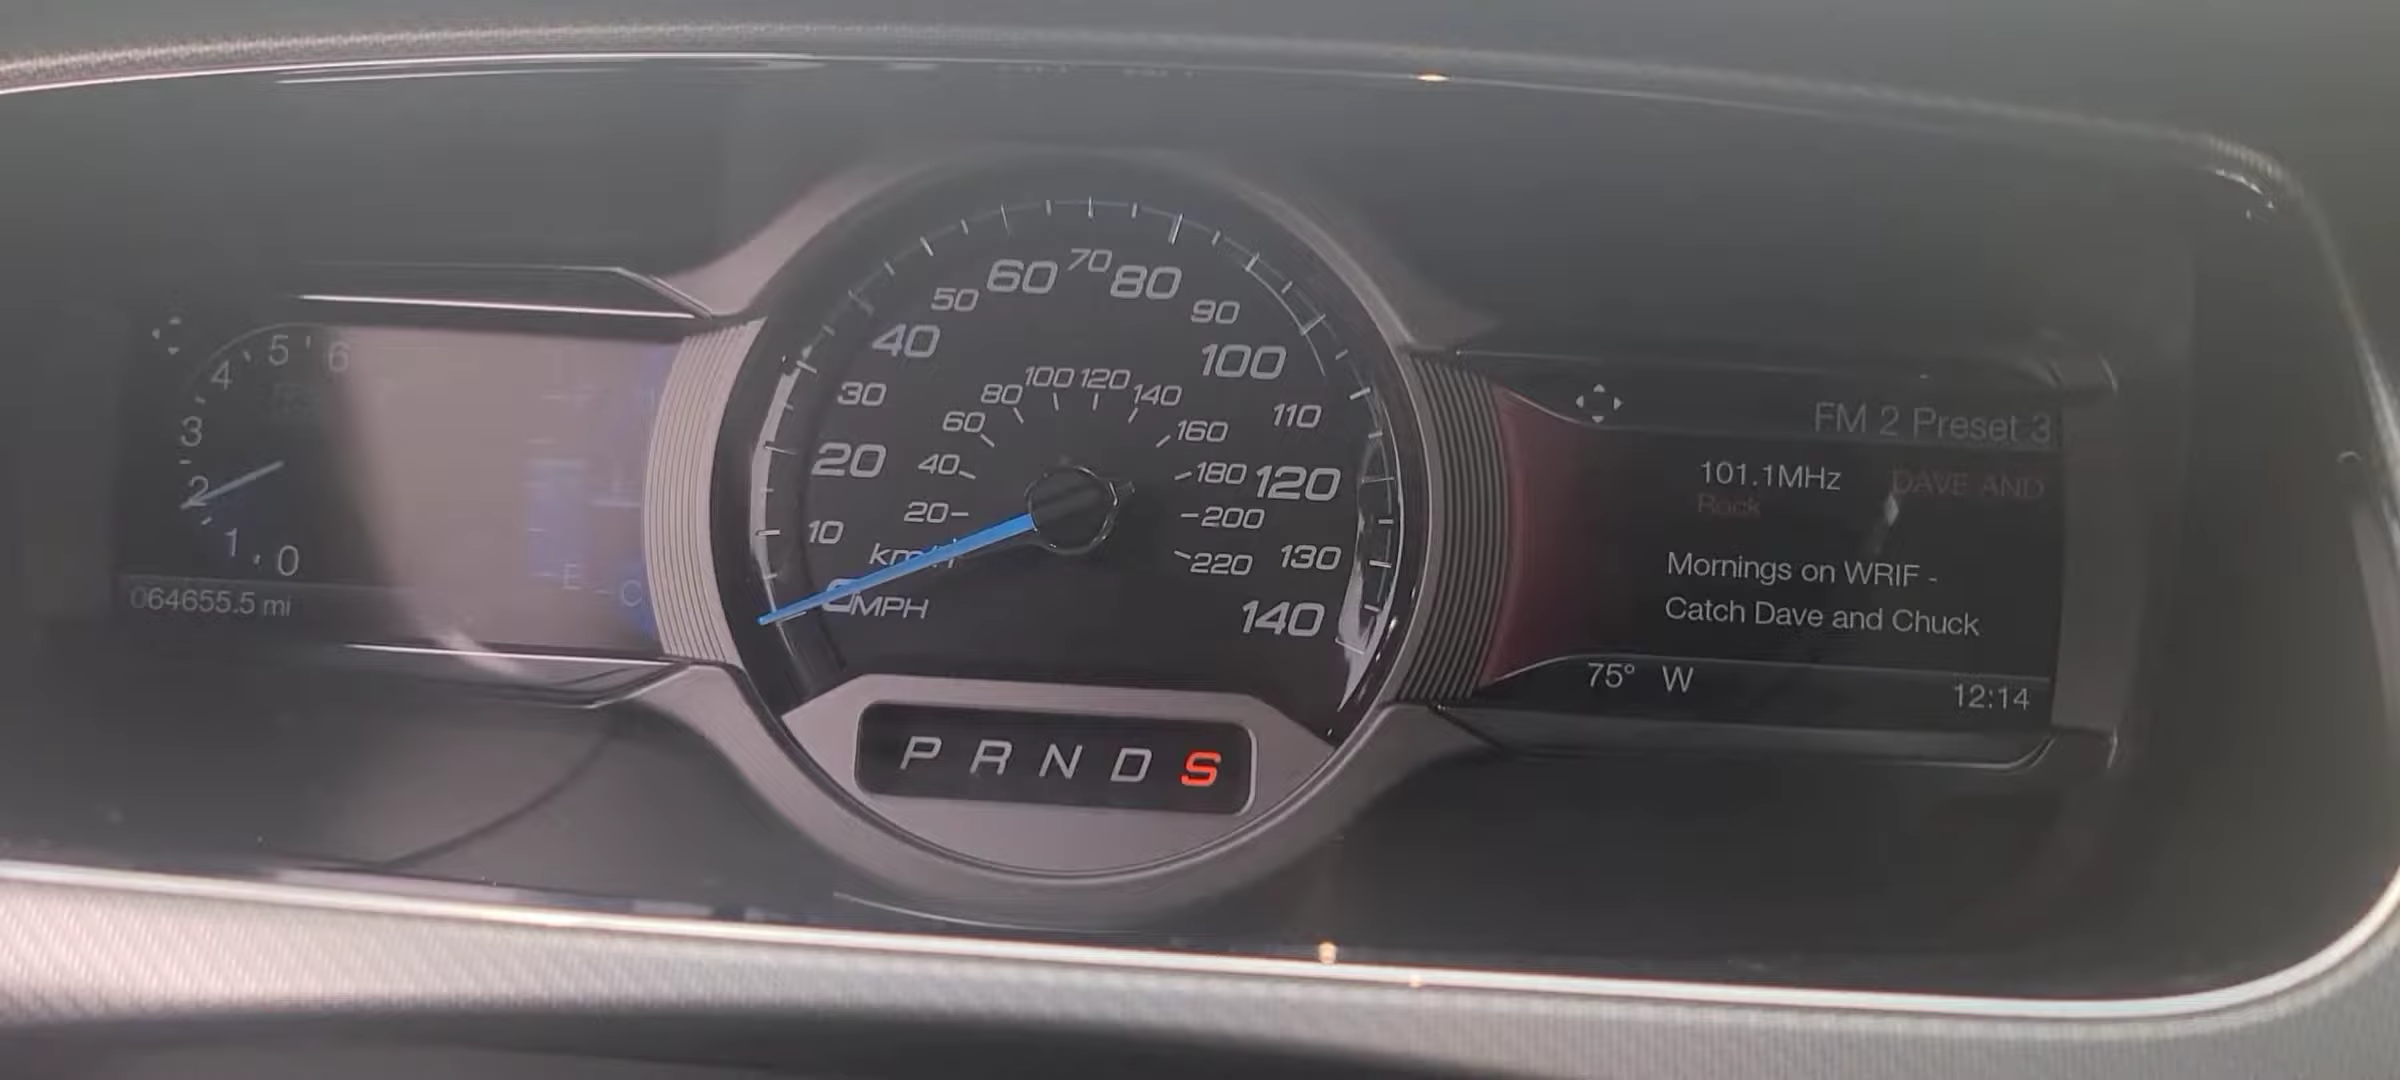 6
5
4
3
2
1
0
064655.5 mi
E
C
0
10
20
30
40
50
60
70
80
90
100
110
120
130
140
MPH
km/h
20
40
60
80
100
120
140
160
180
200
220
P R N D S
FM 2 Preset 3
101.1MHz DAVE AND
Rock
Mornings on WRIF -
Catch Dave and Chuck
75° W
12:14